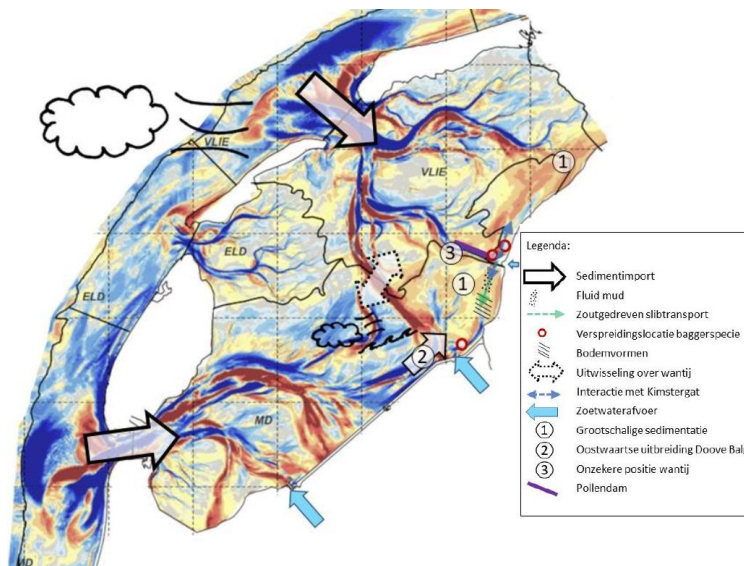 VLIE
VLIE
1
ELD
3
1
ELD
2
MD
MD
Legenda:
Sedimentimport
Fluid mud
Zoutgedreven slibtransport
Verspreidingslocatie baggerspecie
Bodemvormen
Uitwisseling over wantij
Interactie met Kimstergat
Zoetwaterafvoer
1 Grootschalige sedimentatie
2 Oostwaartse uitbreiding Doove Balg
3 Onzekere positie wantij
Pollendam